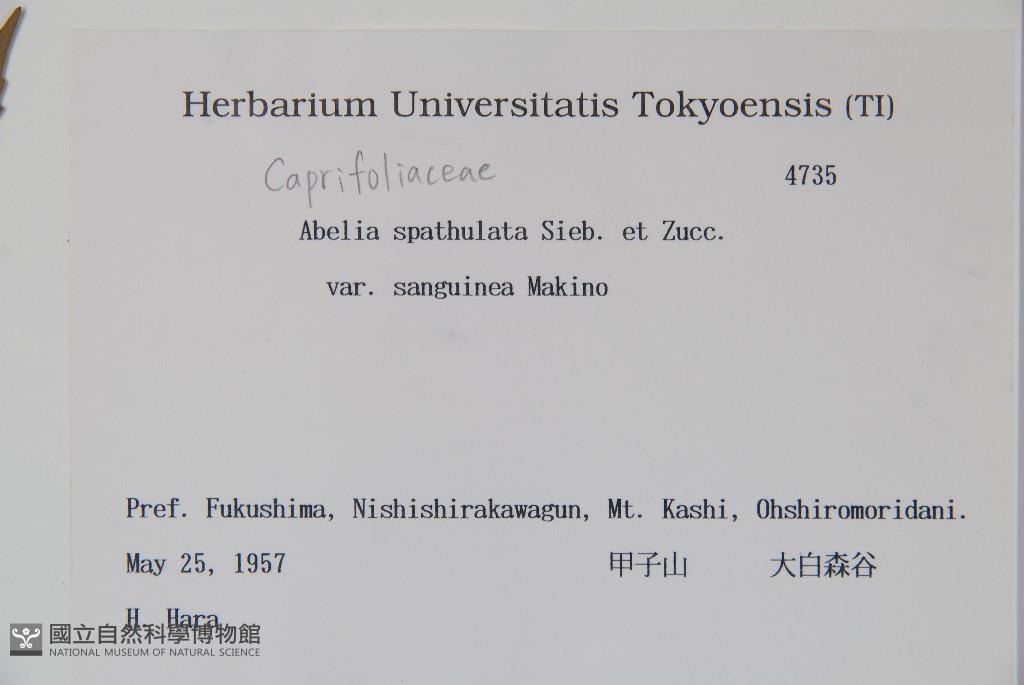 Herbarium Universitatis Tokyoensis (TI)
Caprifoliaceae 4735
Abelia spathulata Sieb. et Zucc.
var. sanguinea Makino
Pref. Fukushima, Nishishirakawagun, Mt. Kashi, Ohshiromoridani.
May 25, 1957 甲子山 大白森谷
H. Hara
國立自然科學博物館
NATIONAL MUSEUM OF NATURAL SCIENCE